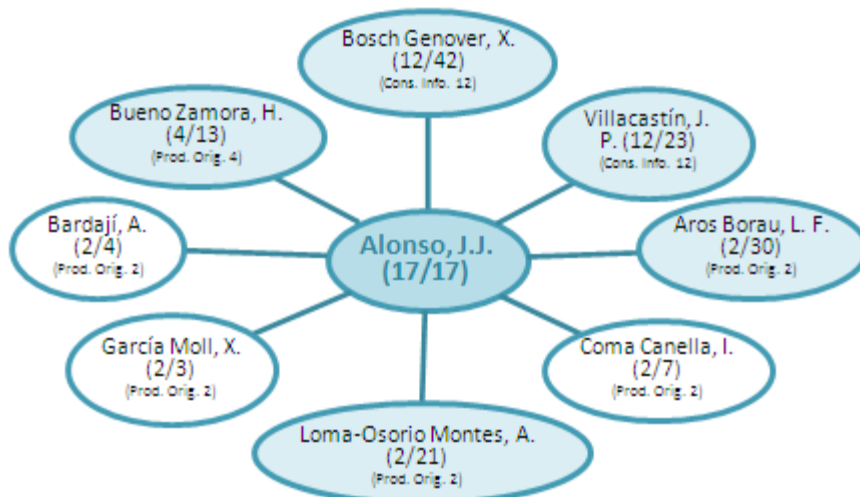 Bosch Genover, X.
(12/42)
(Cons. Info. 12)
Bueno Zamora, H.
(4/13)
(Prod. Orig. 4)
Villacastín, J.
P. (12/23)
(Cons. Info. 12)
Bardají, A.
(2/4)
(Prod. Orig. 2)
Alonso, J.J.
(17/17)
Aros Borau, L. F.
(2/30)
(Prod. Orig. 2)
García Moll, X.
(2/3)
(Prod. Orig. 2)
Coma Canella, I.
(2/7)
(Prod. Orig. 2)
Loma-Osorio Montes, A.
(2/21)
(Prod. Orig. 2)